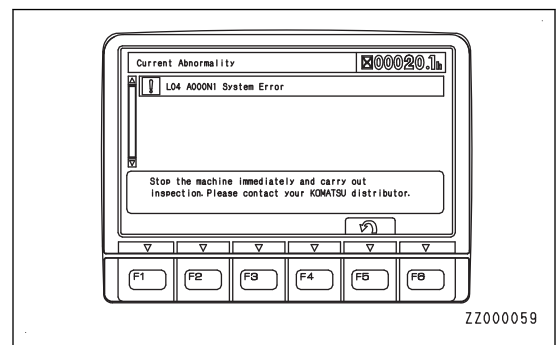 Current Abnormality
00020.1h
L04 A000N1 System Error
Stop the machine immediately and carry out
inspection. Please contact your KOMATSU distributor.
F1 F2 F3 F4 F5 F6
ZZ000059